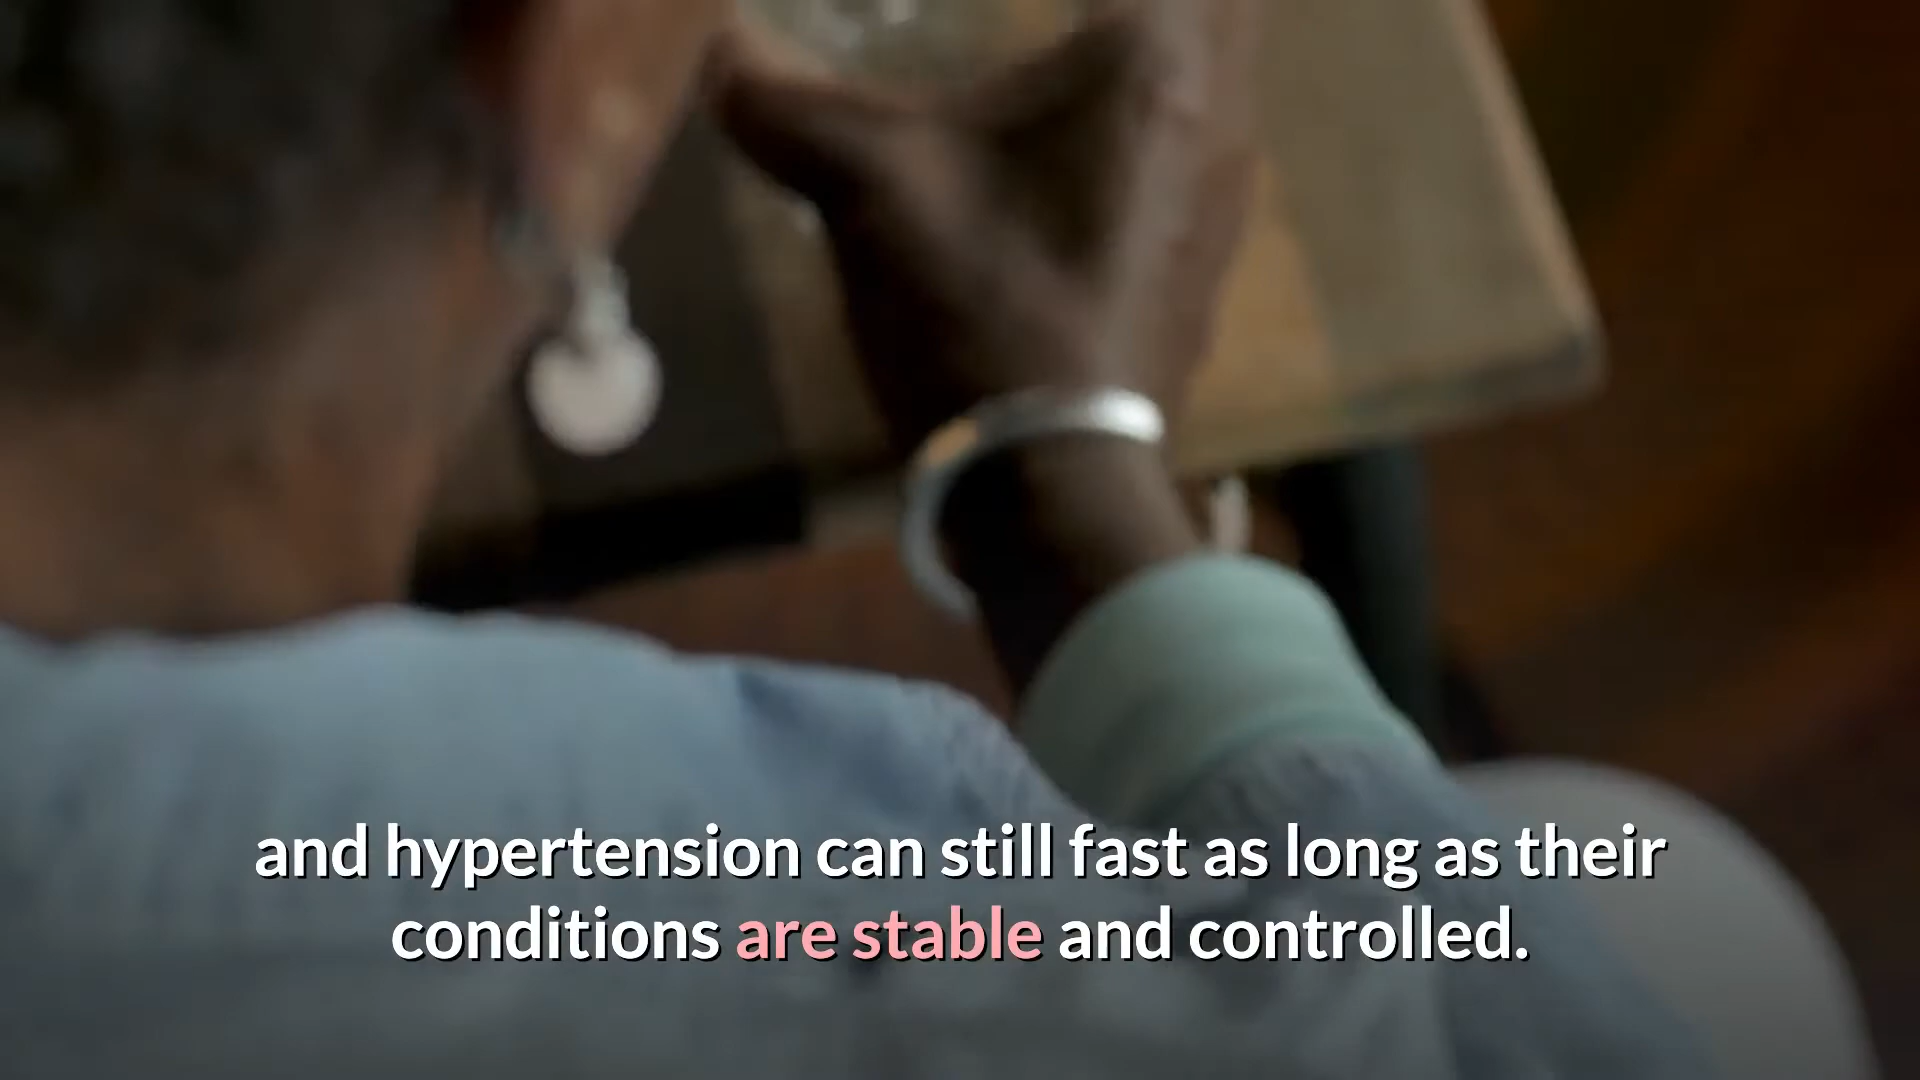 and hypertension can still fast as long as their
conditions are stable and controlled.